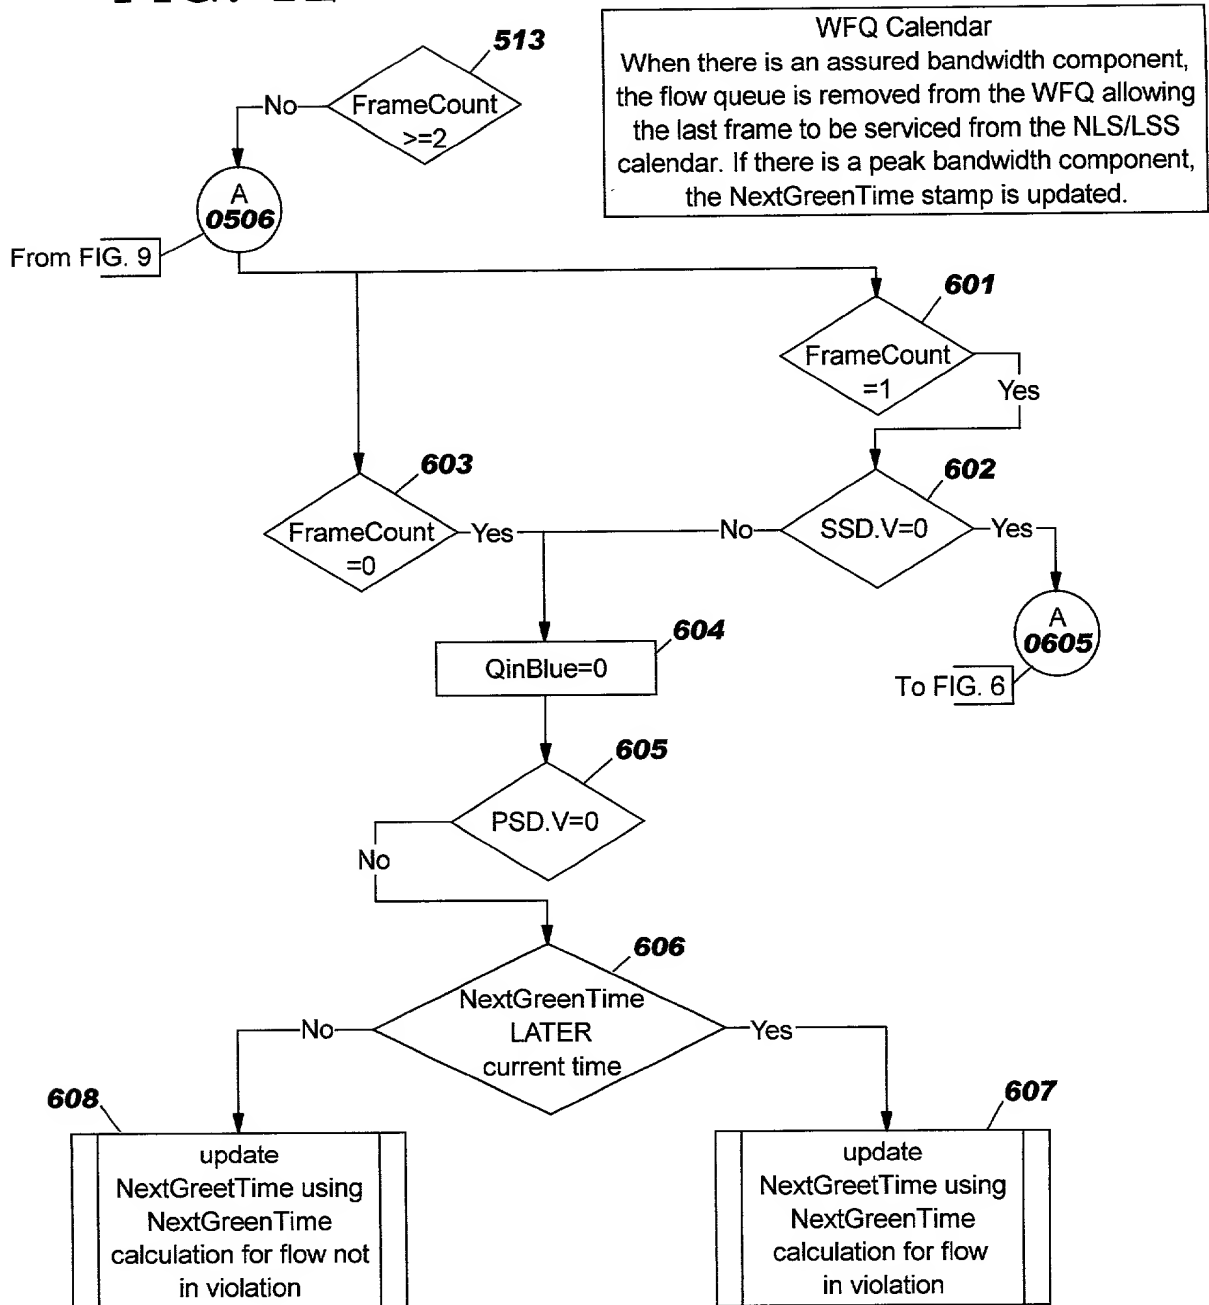 WFQ Calendar
When there is an assured bandwidth component,
the flow queue is removed from the WFQ allowing
the last frame to be serviced from the NLS/LSS
calendar. If there is a peak bandwidth component,
the NextGreenTime stamp is updated.
513
FrameCount
>=2
No
A
0506
From FIG. 9
601
FrameCount
=1
Yes
603
FrameCount
=0
Yes
602
SSD.V=0
No
Yes
A
0605
To FIG. 6
604
QinBlue=0
605
PSD.V=0
No
606
NextGreenTime
LATER
current time
No
Yes
608
update
NextGreetTime using
NextGreenTime
calculation for flow not
in violation
607
update
NextGreetTime using
NextGreenTime
calculation for flow
in violation